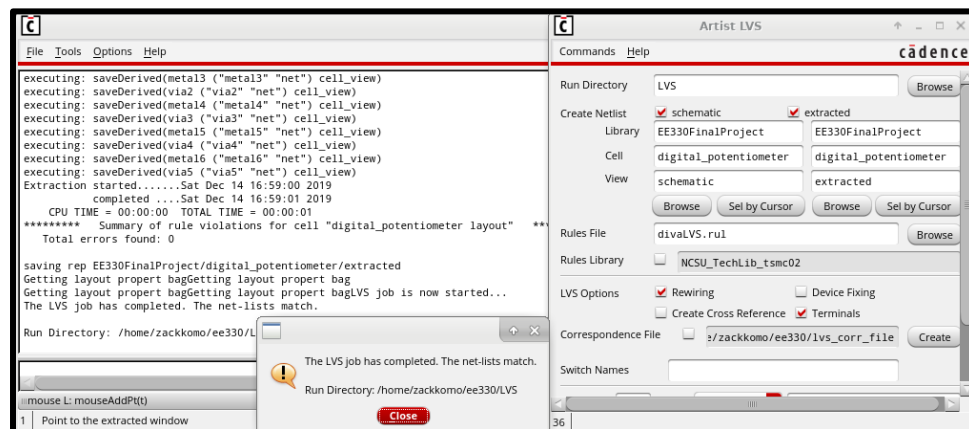 File Tools Options Help
executing: saveDerived(metal3 ("metal3" "net") cell_view)
executing: saveDerived(via2 ("via2" "net") cell_view)
executing: saveDerived(metal4 ("metal4" "net") cell_view)
executing: saveDerived(via3 ("via3" "net") cell_view)
executing: saveDerived(metal5 ("metal5" "net") cell_view)
executing: saveDerived(via4 ("via4" "net") cell_view)
executing: saveDerived(metal6 ("metal6" "net") cell_view)
executing: saveDerived(via5 ("via5" "net") cell_view)
Extraction started.......Sat Dec 14 16:59:00 2019
completed ....Sat Dec 14 16:59:01 2019
CPU TIME = 00:00:00 TOTAL TIME = 00:00:01
********* Summary of rule violations for cell "digital_potentiometer layout" **
Total errors found: 0
saving rep EE330FinalProject/digital_potentiometer/extracted
Getting layout propert bagGetting layout propert bag
Getting layout propert bagGetting layout propert bagLVS job is now started...
The LVS job has completed. The net-lists match.
Run Directory: /home/zackkomo/ee330/L
mouse L: mouseAddPt(t)
1 Point to the extracted window
The LVS job has completed. The net-lists match.
Run Directory: /home/zackkomo/ee330/LVS
Close
Artist LVS
Commands Help
cādence
Run Directory LVS Browse
Create Netlist schematic extracted
Library EE330FinalProject EE330FinalProject
Cell digital_potentiometer digital_potentiometer
View schematic extracted
Browse Sel by Cursor Browse Sel by Cursor
Rules File divaLVS.rul Browse
Rules Library NCSU_TechLib_tsmc02
LVS Options Rewiring Device Fixing
Create Cross Reference Terminals
Correspondence File e/zackkomo/ee330/lvs_corr_file Create
Switch Names
36